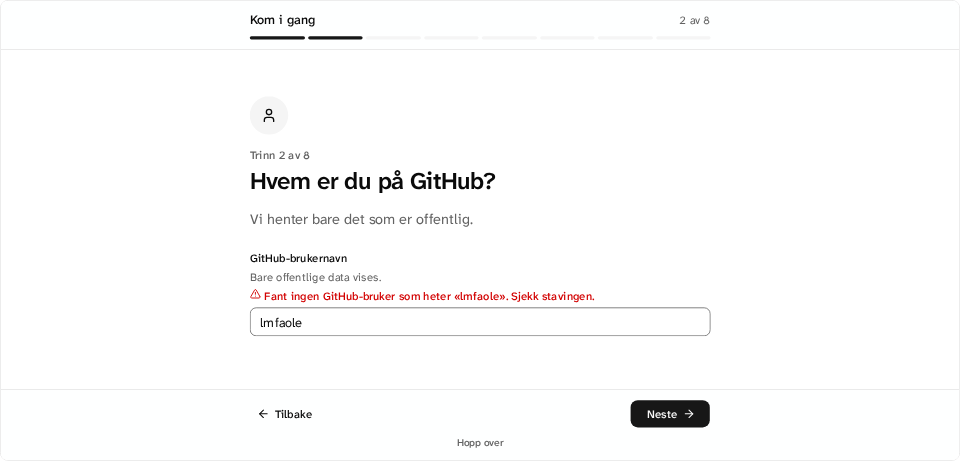 Kom i gang
2 av 8
Trinn 2 av 8
Hvem er du på GitHub?
Vi henter bare det som er offentlig.
GitHub-brukernavn
Bare offentlige data vises.
Fant ingen GitHub-bruker som heter «lmfaole». Sjekk stavingen.
lmfaole
Tilbake
Neste
Hopp over